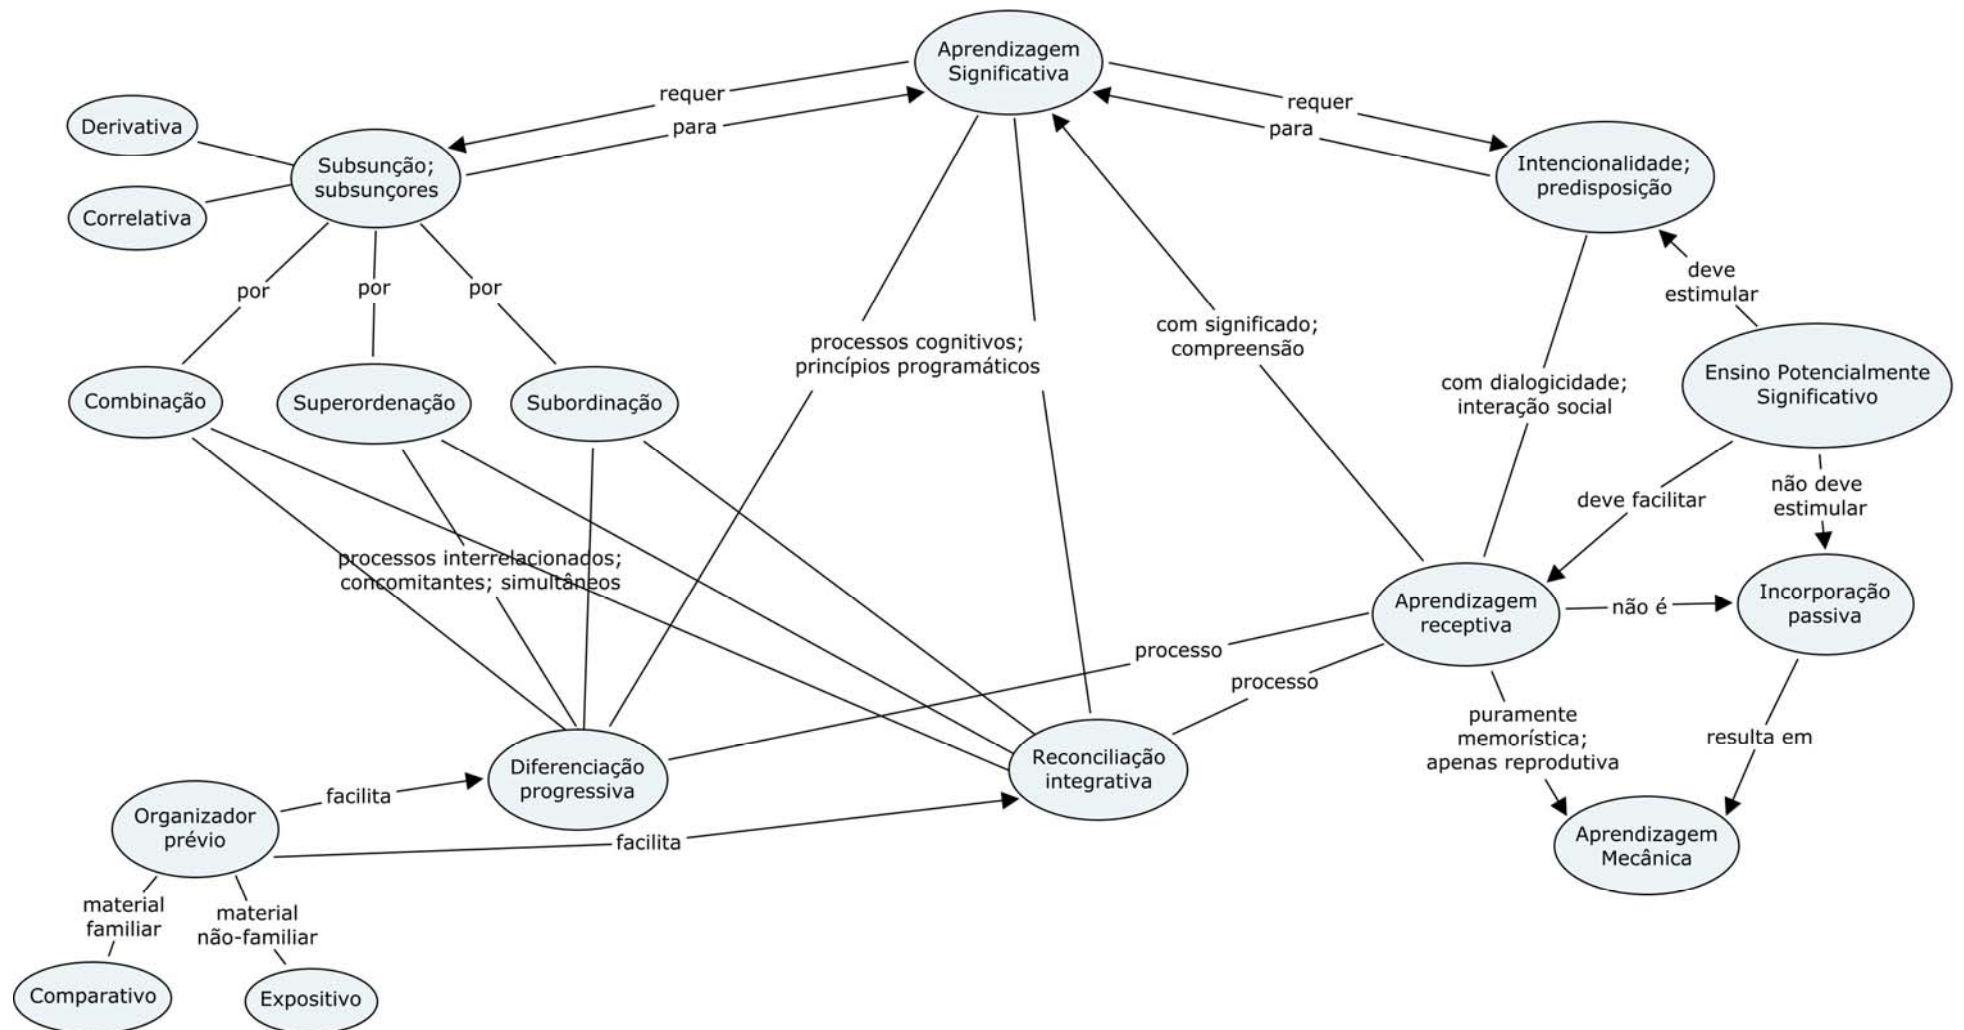 Aprendizagem
Significativa
requer
para
requer
para
Derivativa
Correlativa
Subsunção;
subsunçores
Intencionalidade;
predisposição
deve
estimular
por
por
por
processos cognitivos;
princípios programáticos
com significado;
compreensão
com dialogicidade;
interação social
Ensino Potencialmente
Significativo
Combinação
Superordenação
Subordinação
deve facilitar
não deve
estimular
processos interrelacionados;
concomitantes; simultâneos
Aprendizagem
receptiva
não é
Incorporação
passiva
processo
processo
puramente
memorística;
apenas reprodutiva
resulta em
Diferenciação
progressiva
Reconciliação
integrativa
Organizador
prévio
facilita
facilita
Aprendizagem
Mecânica
material
familiar
material
não-familiar
Comparativo
Expositivo